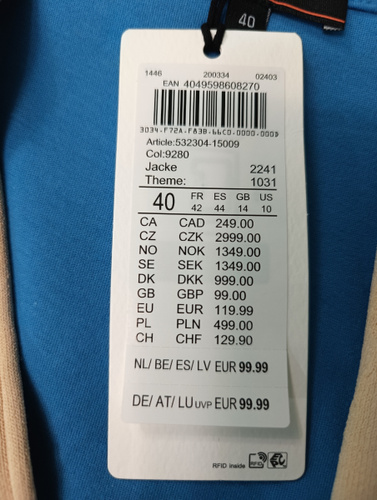 40
1446 200334 02403
EAN 4049598608270
3034-F72A-F83B-66C0-0000-000D
Article:532304-15009
Col:9280
Jacke 2241
Theme: 1031
40 FR ES GB US
42 44 14 10
CA CAD 249.00
CZ CZK 2999.00
NO NOK 1349.00
SE SEK 1349.00
DK DKK 999.00
GB GBP 99.00
EU EUR 119.99
PL PLN 499.00
CH CHF 129.90
NL/ BE/ ES/ LV EUR 99.99
DE/ AT/ LU UVP EUR 99.99
RFID inside